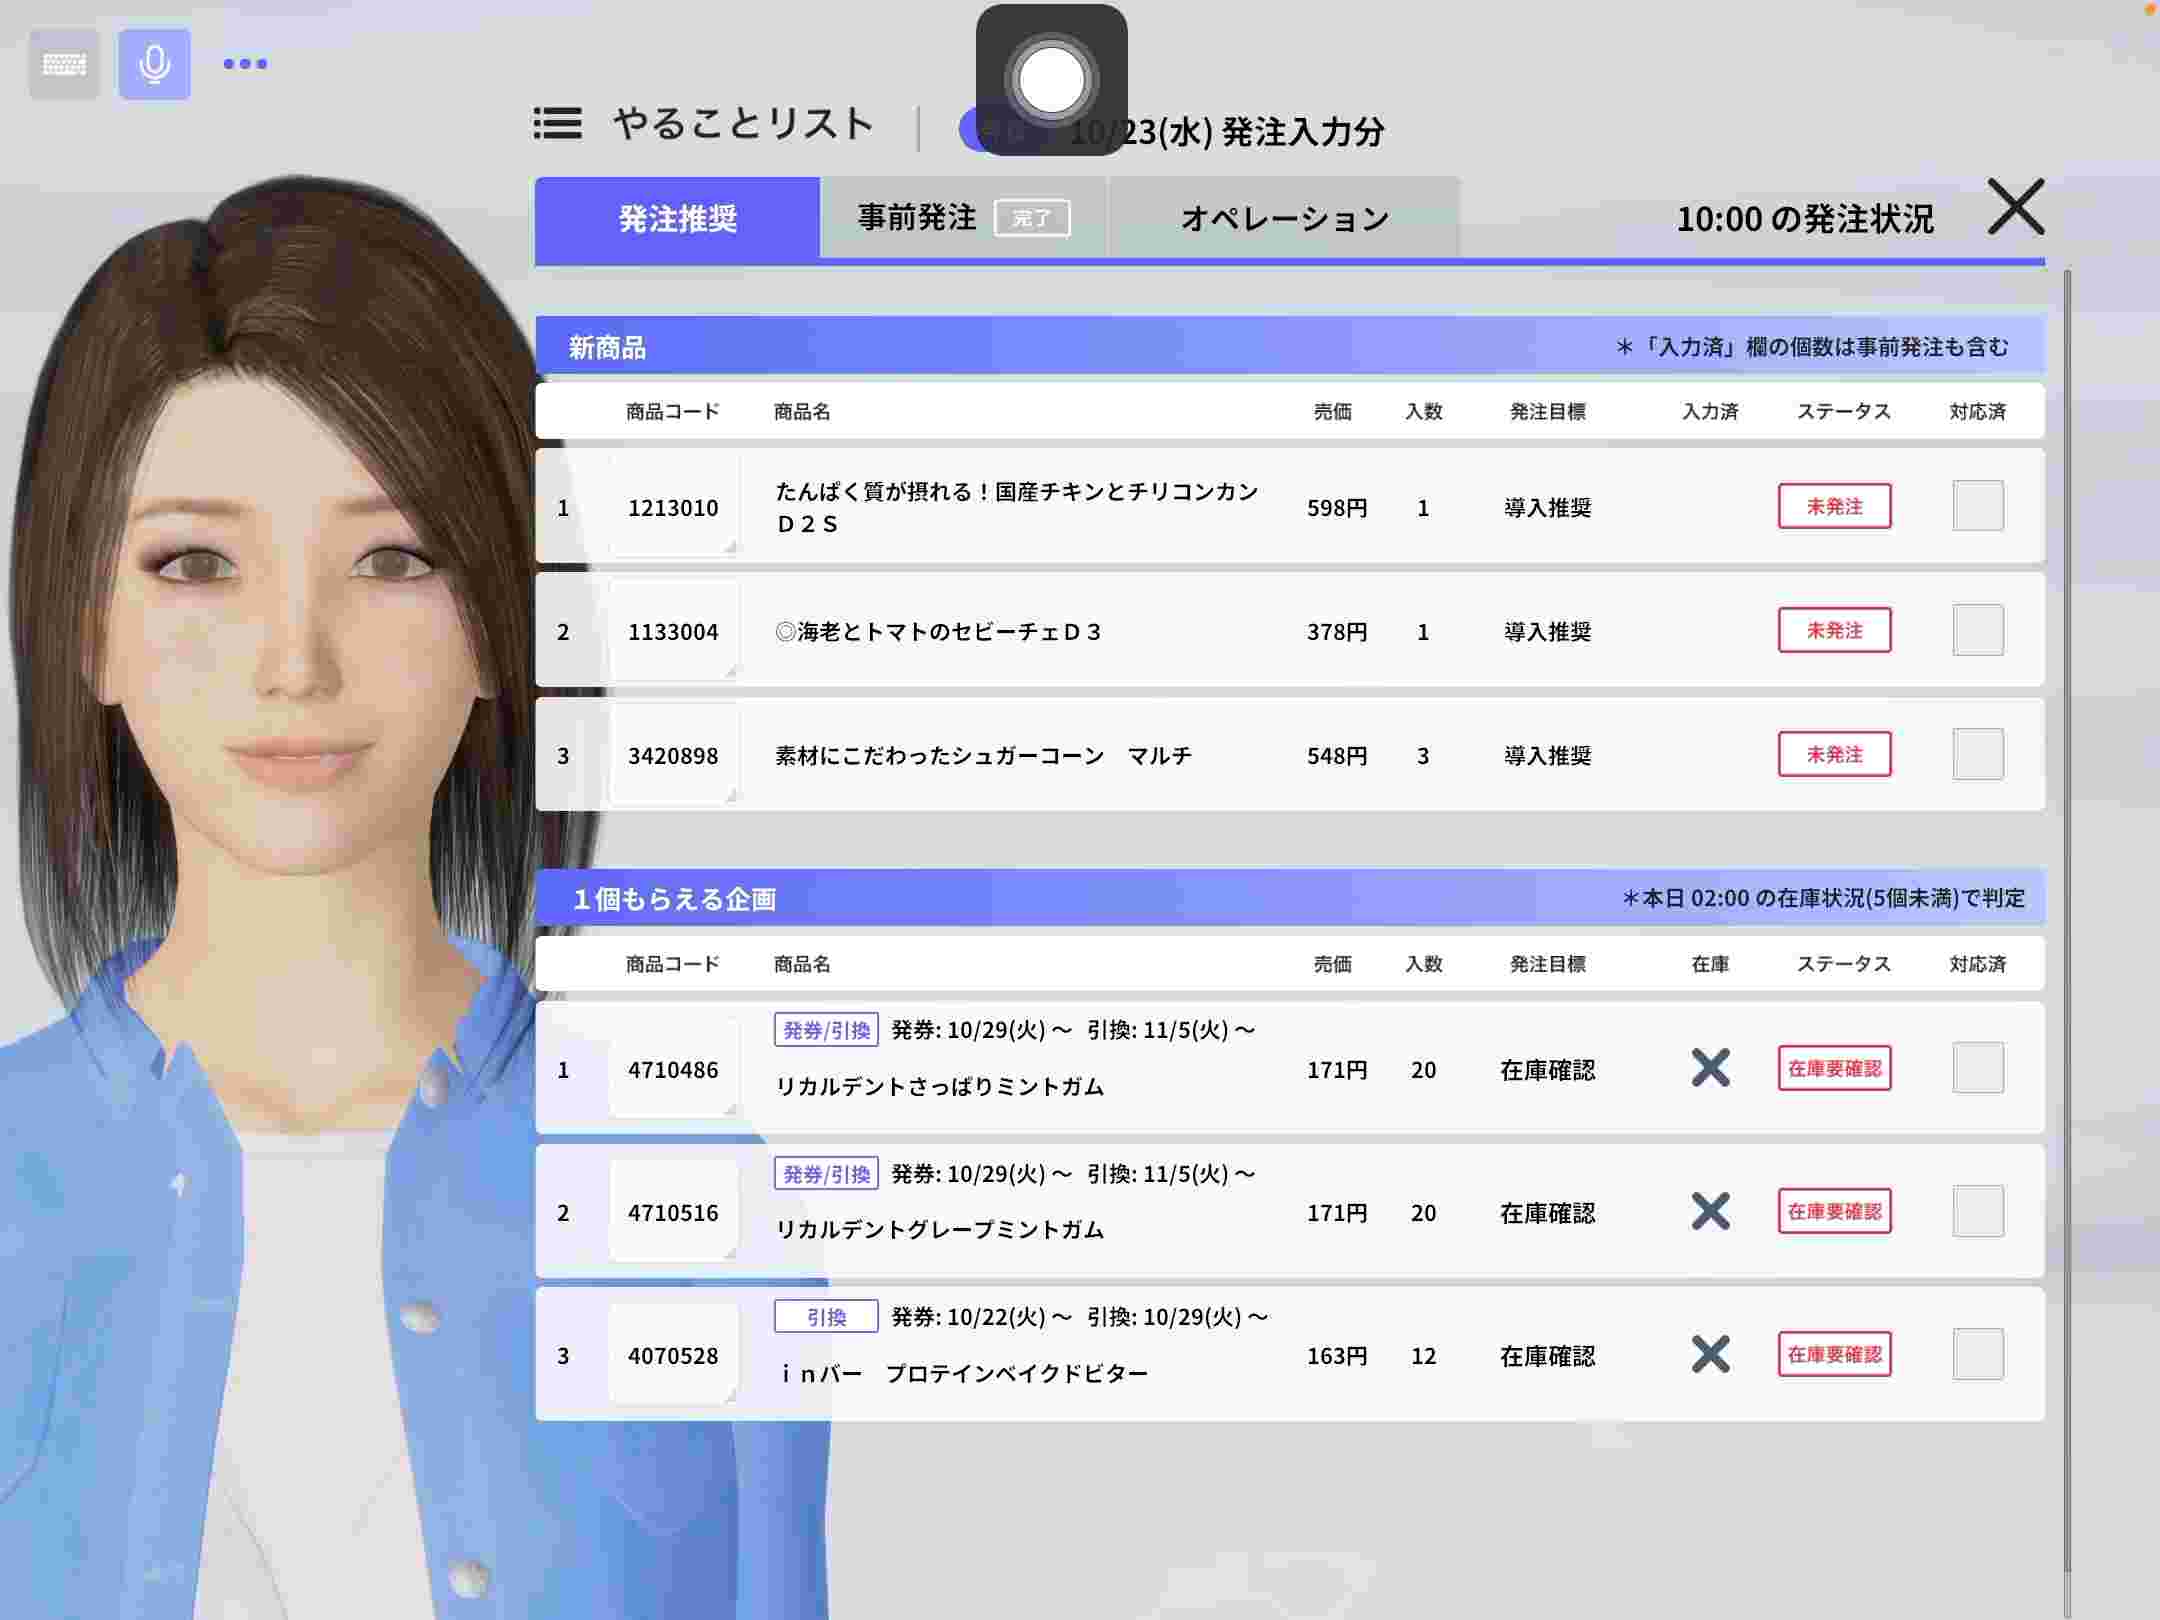 やることリスト
10/23(水) 発注入力分
発注推奨
事前発注 完了
オペレーション
10:00 の発注状況
新商品
＊「入力済」欄の個数は事前発注も含む
商品コード 商品名 売価 入数 発注目標 入力済 ステータス 対応済
1 1213010 たんぱく質が摂れる！国産チキンとチリコンカン
Ｄ２Ｓ
598円 1 導入推奨 未発注
2 1133004 ◎海老とトマトのセビーチェＤ３ 378円 1 導入推奨 未発注
3 3420898 素材にこだわったシュガーコーン　マルチ 548円 3 導入推奨 未発注
１個もらえる企画
＊本日 02:00 の在庫状況(5個未満)で判定
商品コード 商品名 売価 入数 発注目標 在庫 ステータス 対応済
発券/引換 発券: 10/29(火)～ 引換: 11/5(火)～
1 4710486 リカルデントさっぱりミントガム 171円 20 在庫確認 在庫要確認
発券/引換 発券: 10/29(火)～ 引換: 11/5(火)～
2 4710516 リカルデントグレープミントガム 171円 20 在庫確認 在庫要確認
引換 発券: 10/22(火)～ 引換: 10/29(火)～
3 4070528 ｉｎバー　プロテインベイクドビター 163円 12 在庫確認 在庫要確認